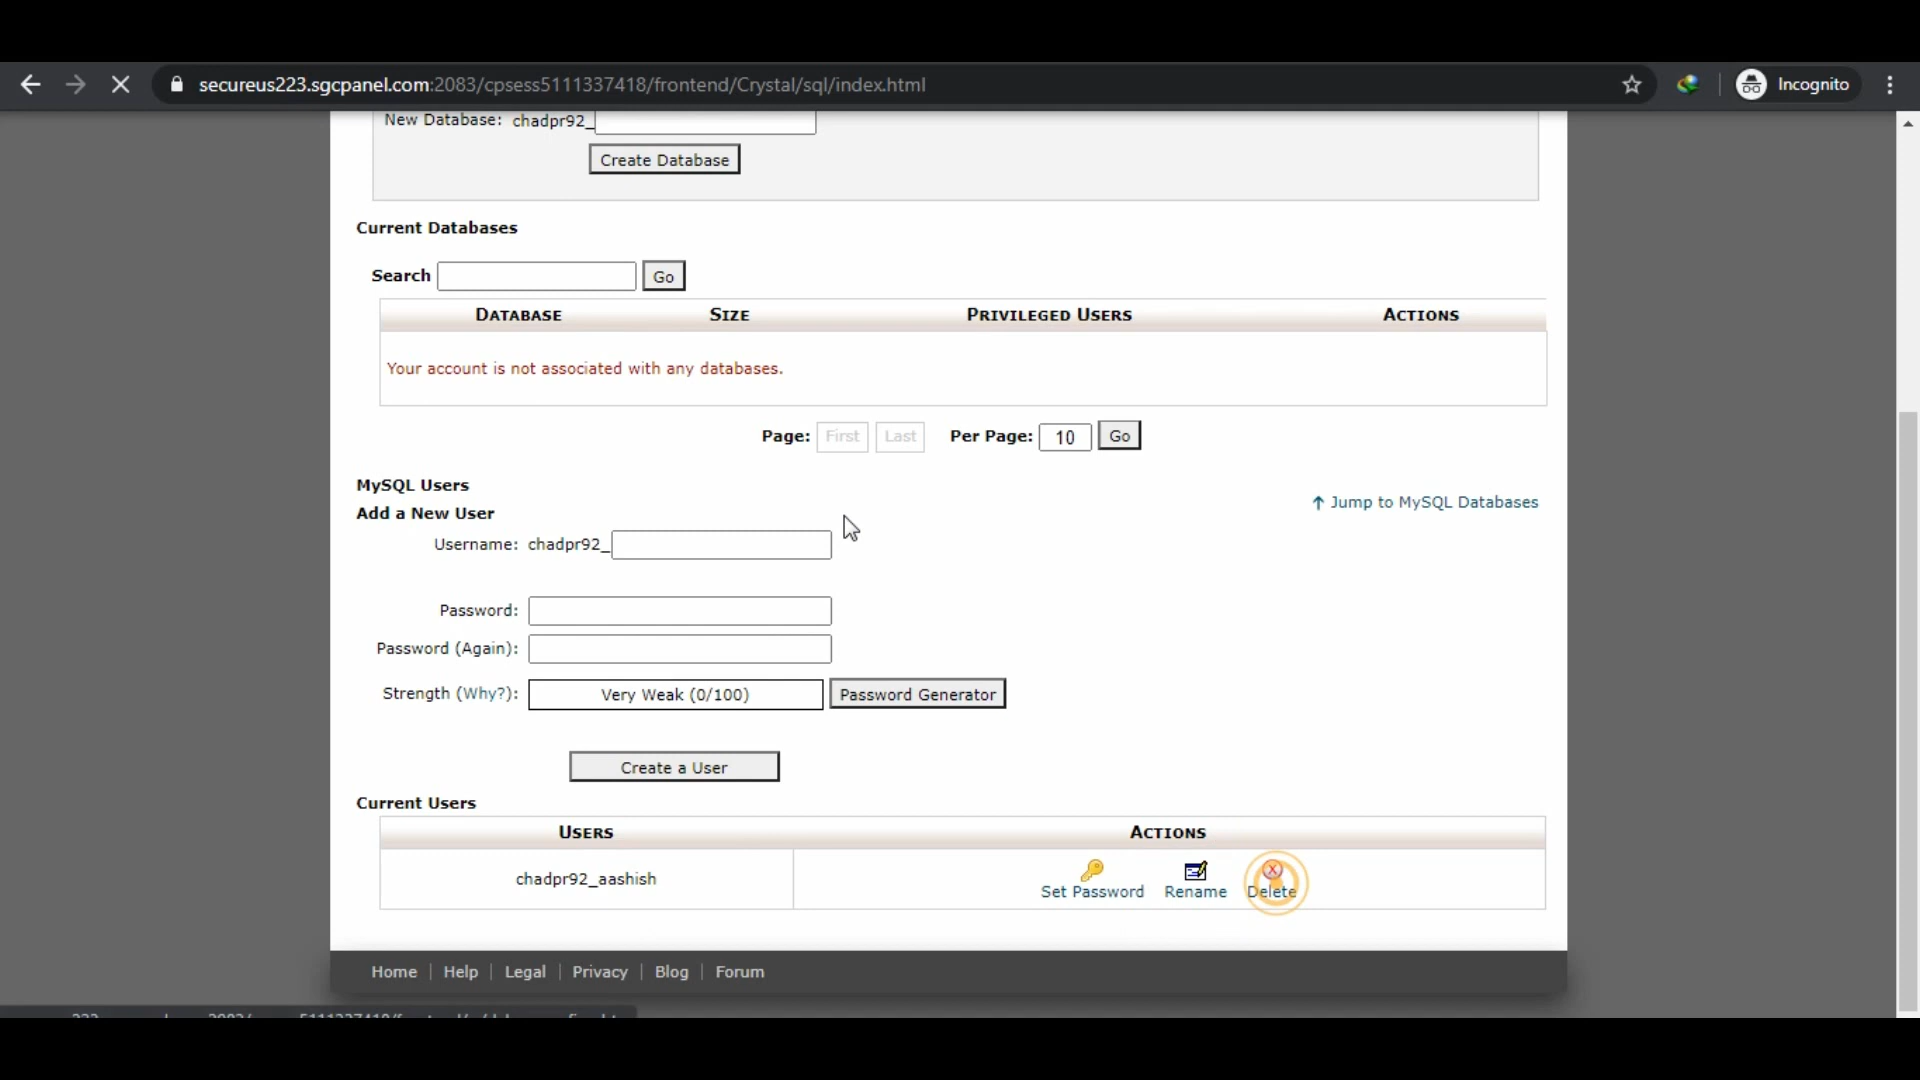 secureus223.sgcpanel.com:2083/cpsess5111337418/frontend/Crystal/sql/index.html
Incognito
New Database: chadpr92_
Create Database
Current Databases
Search Go
Database Size Privileged Users Actions
Your account is not associated with any databases.
Page: First Last Per Page: 10 Go
MySQL Users
Jump to MySQL Databases
Add a New User
Username: chadpr92_
Password:
Password (Again):
Strength (Why?): Very Weak (0/100) Password Generator
Create a User
Current Users
Users Actions
chadpr92_aashish Set Password Rename Delete
Home | Help | Legal | Privacy | Blog | Forum